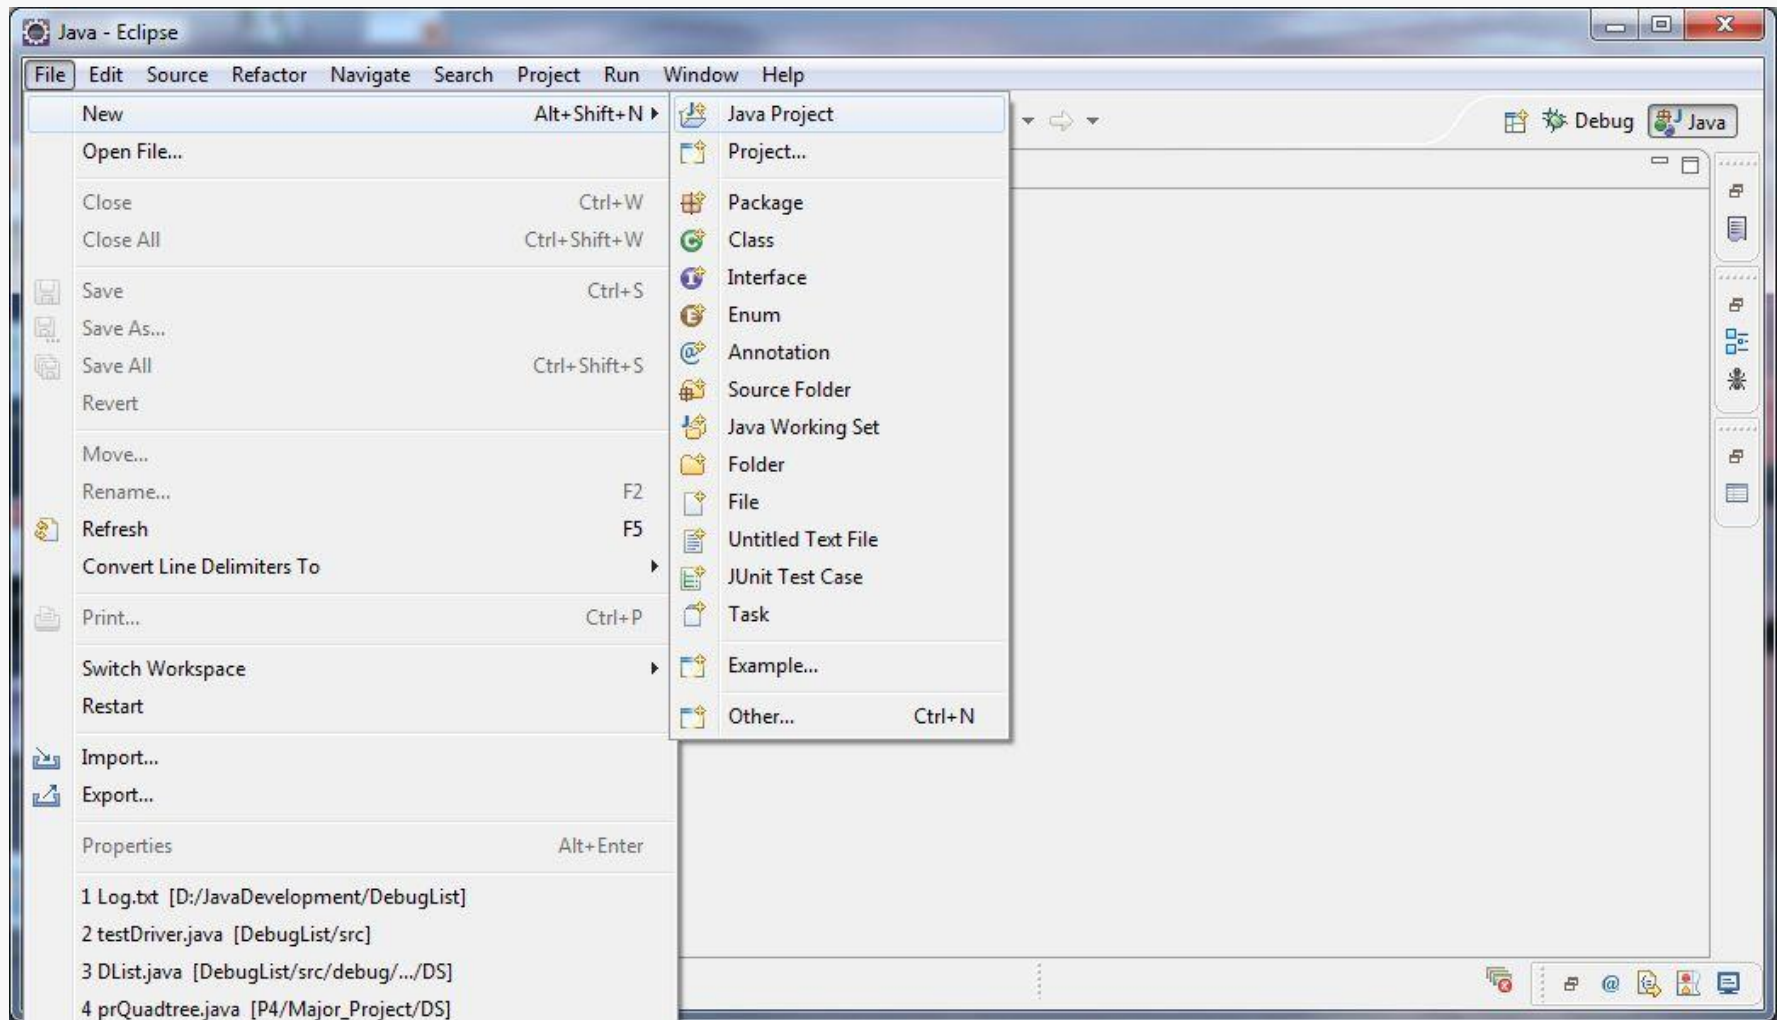 Java - Eclipse
File Edit Source Refactor Navigate Search Project Run Window Help
New Alt+Shift+N
Open File...
Close Ctrl+W
Close All Ctrl+Shift+W
Save Ctrl+S
Save As...
Save All Ctrl+Shift+S
Revert
Move...
Rename... F2
Refresh F5
Convert Line Delimiters To
Print... Ctrl+P
Switch Workspace
Restart
Import...
Export...
Properties Alt+Enter
1 Log.txt [D:/JavaDevelopment/DebugList]
2 testDriver.java [DebugList/src]
3 DList.java [DebugList/src/debug/.../DS]
4 prQuadtree.java [P4/Major_Project/DS]
Java Project
Project...
Package
Class
Interface
Enum
Annotation
Source Folder
Java Working Set
Folder
File
Untitled Text File
JUnit Test Case
Task
Example...
Other... Ctrl+N
Debug Java